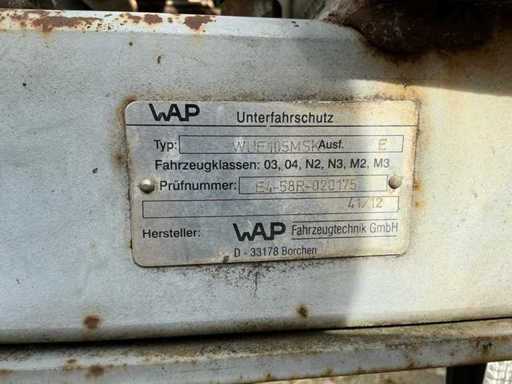 WAP Unterfahrschutz
Typ: WUF105MSK Ausf. E
Fahrzeugklassen: 03, 04, N2, N3, M2, M3
Prüfnummer: E4-58R-020175
41/12
Hersteller: WAP Fahrzeugtechnik GmbH
D - 33178 Borchen